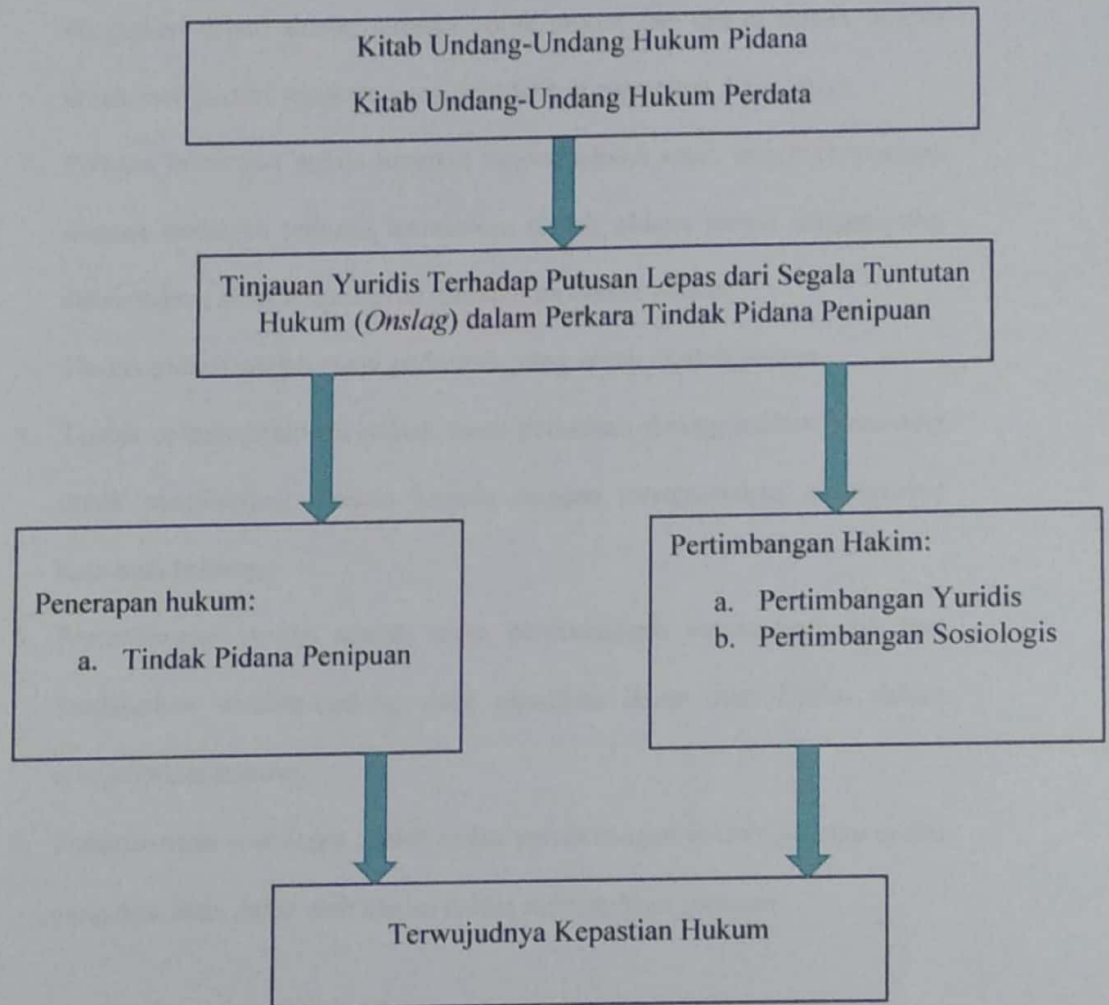 Kitab Undang-Undang Hukum Pidana
Kitab Undang-Undang Hukum Perdata
Tinjauan Yuridis Terhadap Putusan Lepas dari Segala Tuntutan
Hukum (Onslag) dalam Perkara Tindak Pidana Penipuan
Penerapan hukum:
a. Tindak Pidana Penipuan
Pertimbangan Hakim:
a. Pertimbangan Yuridis
b. Pertimbangan Sosiologis
Terwujudnya Kepastian Hukum